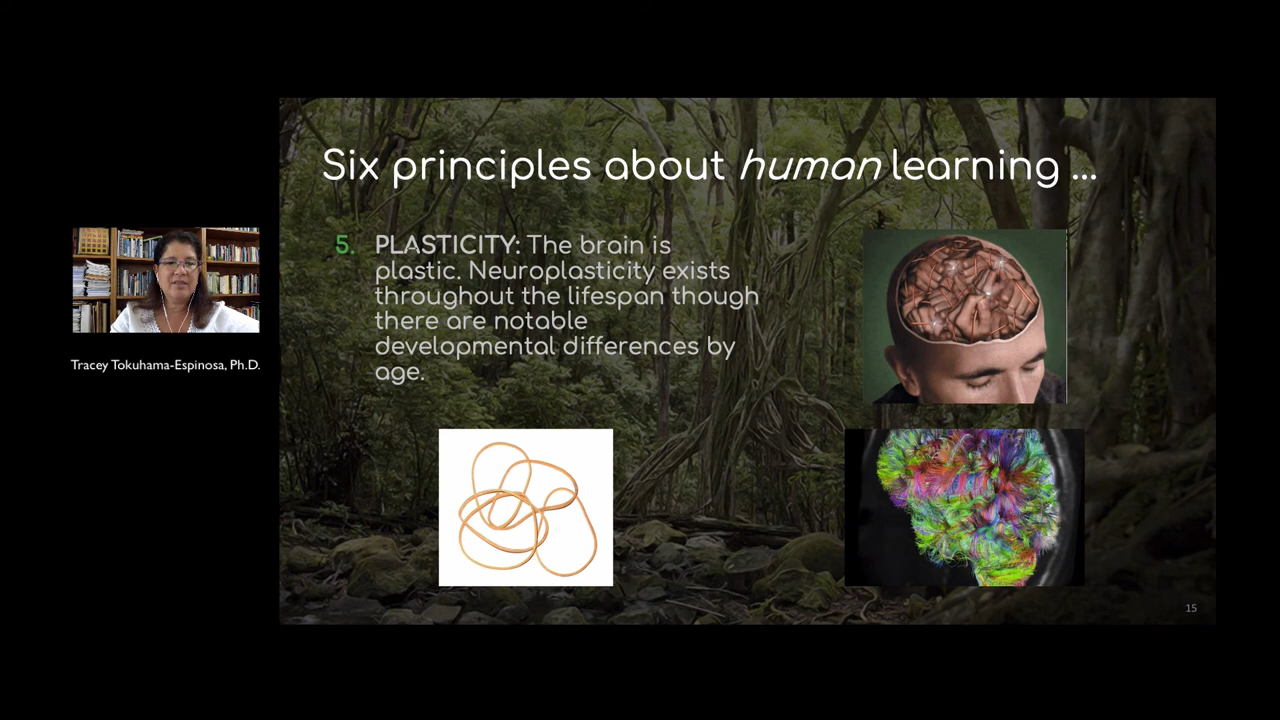 Six principles about human learning ...
5. PLASTICITY: The brain is
plastic. Neuroplasticity exists
throughout the lifespan though
there are notable
developmental differences by
age.
Tracey Tokuhama-Espinosa, Ph.D.
15